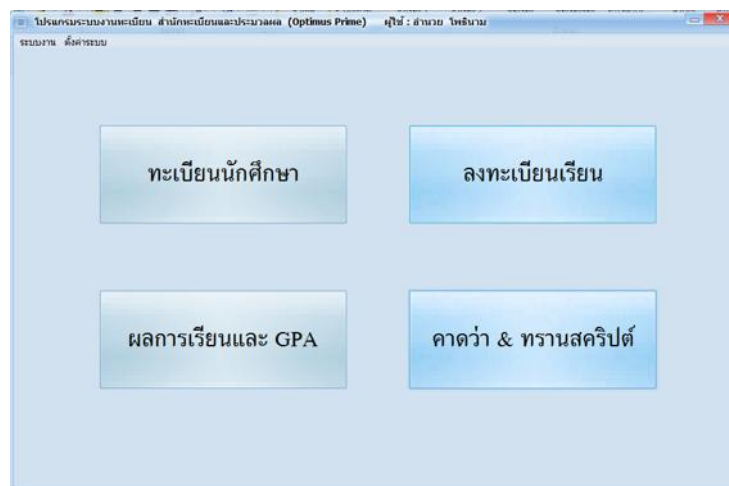 โปรแกรมระบบงานทะเบียน สำนักทะเบียนและประมวลผล (Optimus Prime) ผู้ใช้ : อำนวย โพธินาม
ระบบงาน ตั้งค่าระบบ
ทะเบียนนักศึกษา ลงทะเบียนเรียน
ผลการเรียนและ GPA คาดว่า & ทรานสคริปต์